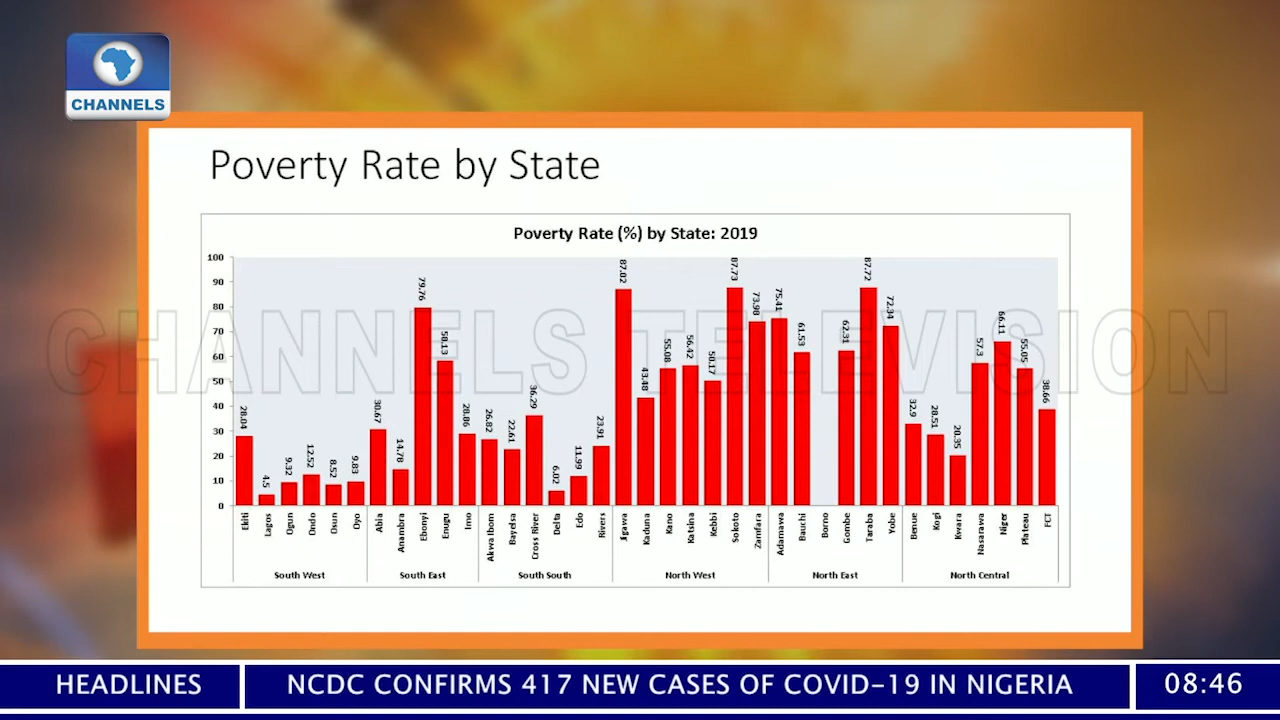 CHANNELS
Poverty Rate by State
Poverty Rate (%) by State: 2019
100
90
80
70
60
50
40
30
20
10
0
28.04
4.5
9.32
12.52
8.52
9.83
30.67
14.78
79.76
58.13
28.86
26.82
22.61
36.29
6.02
11.99
23.91
87.02
43.48
55.08
56.42
50.17
87.73
73.98
75.41
61.53
62.31
87.72
72.34
32.9
28.51
20.35
57.3
66.11
55.05
38.66
Ekiti
Lagos
Ogun
Ondo
Osun
Oyo
Abia
Anambra
Ebonyi
Enugu
Imo
Akwa Ibom
Bayelsa
Cross River
Delta
Edo
Rivers
Jigawa
Kaduna
Kano
Katsina
Kebbi
Sokoto
Zamfara
Adamawa
Bauchi
Borno
Gombe
Taraba
Yobe
Benue
Kogi
Kwara
Nasarawa
Niger
Plateau
FCT
South West
South East
South South
North West
North East
North Central
CHANNELS TELEVISION
HEADLINES
NCDC CONFIRMS 417 NEW CASES OF COVID-19 IN NIGERIA
08:46